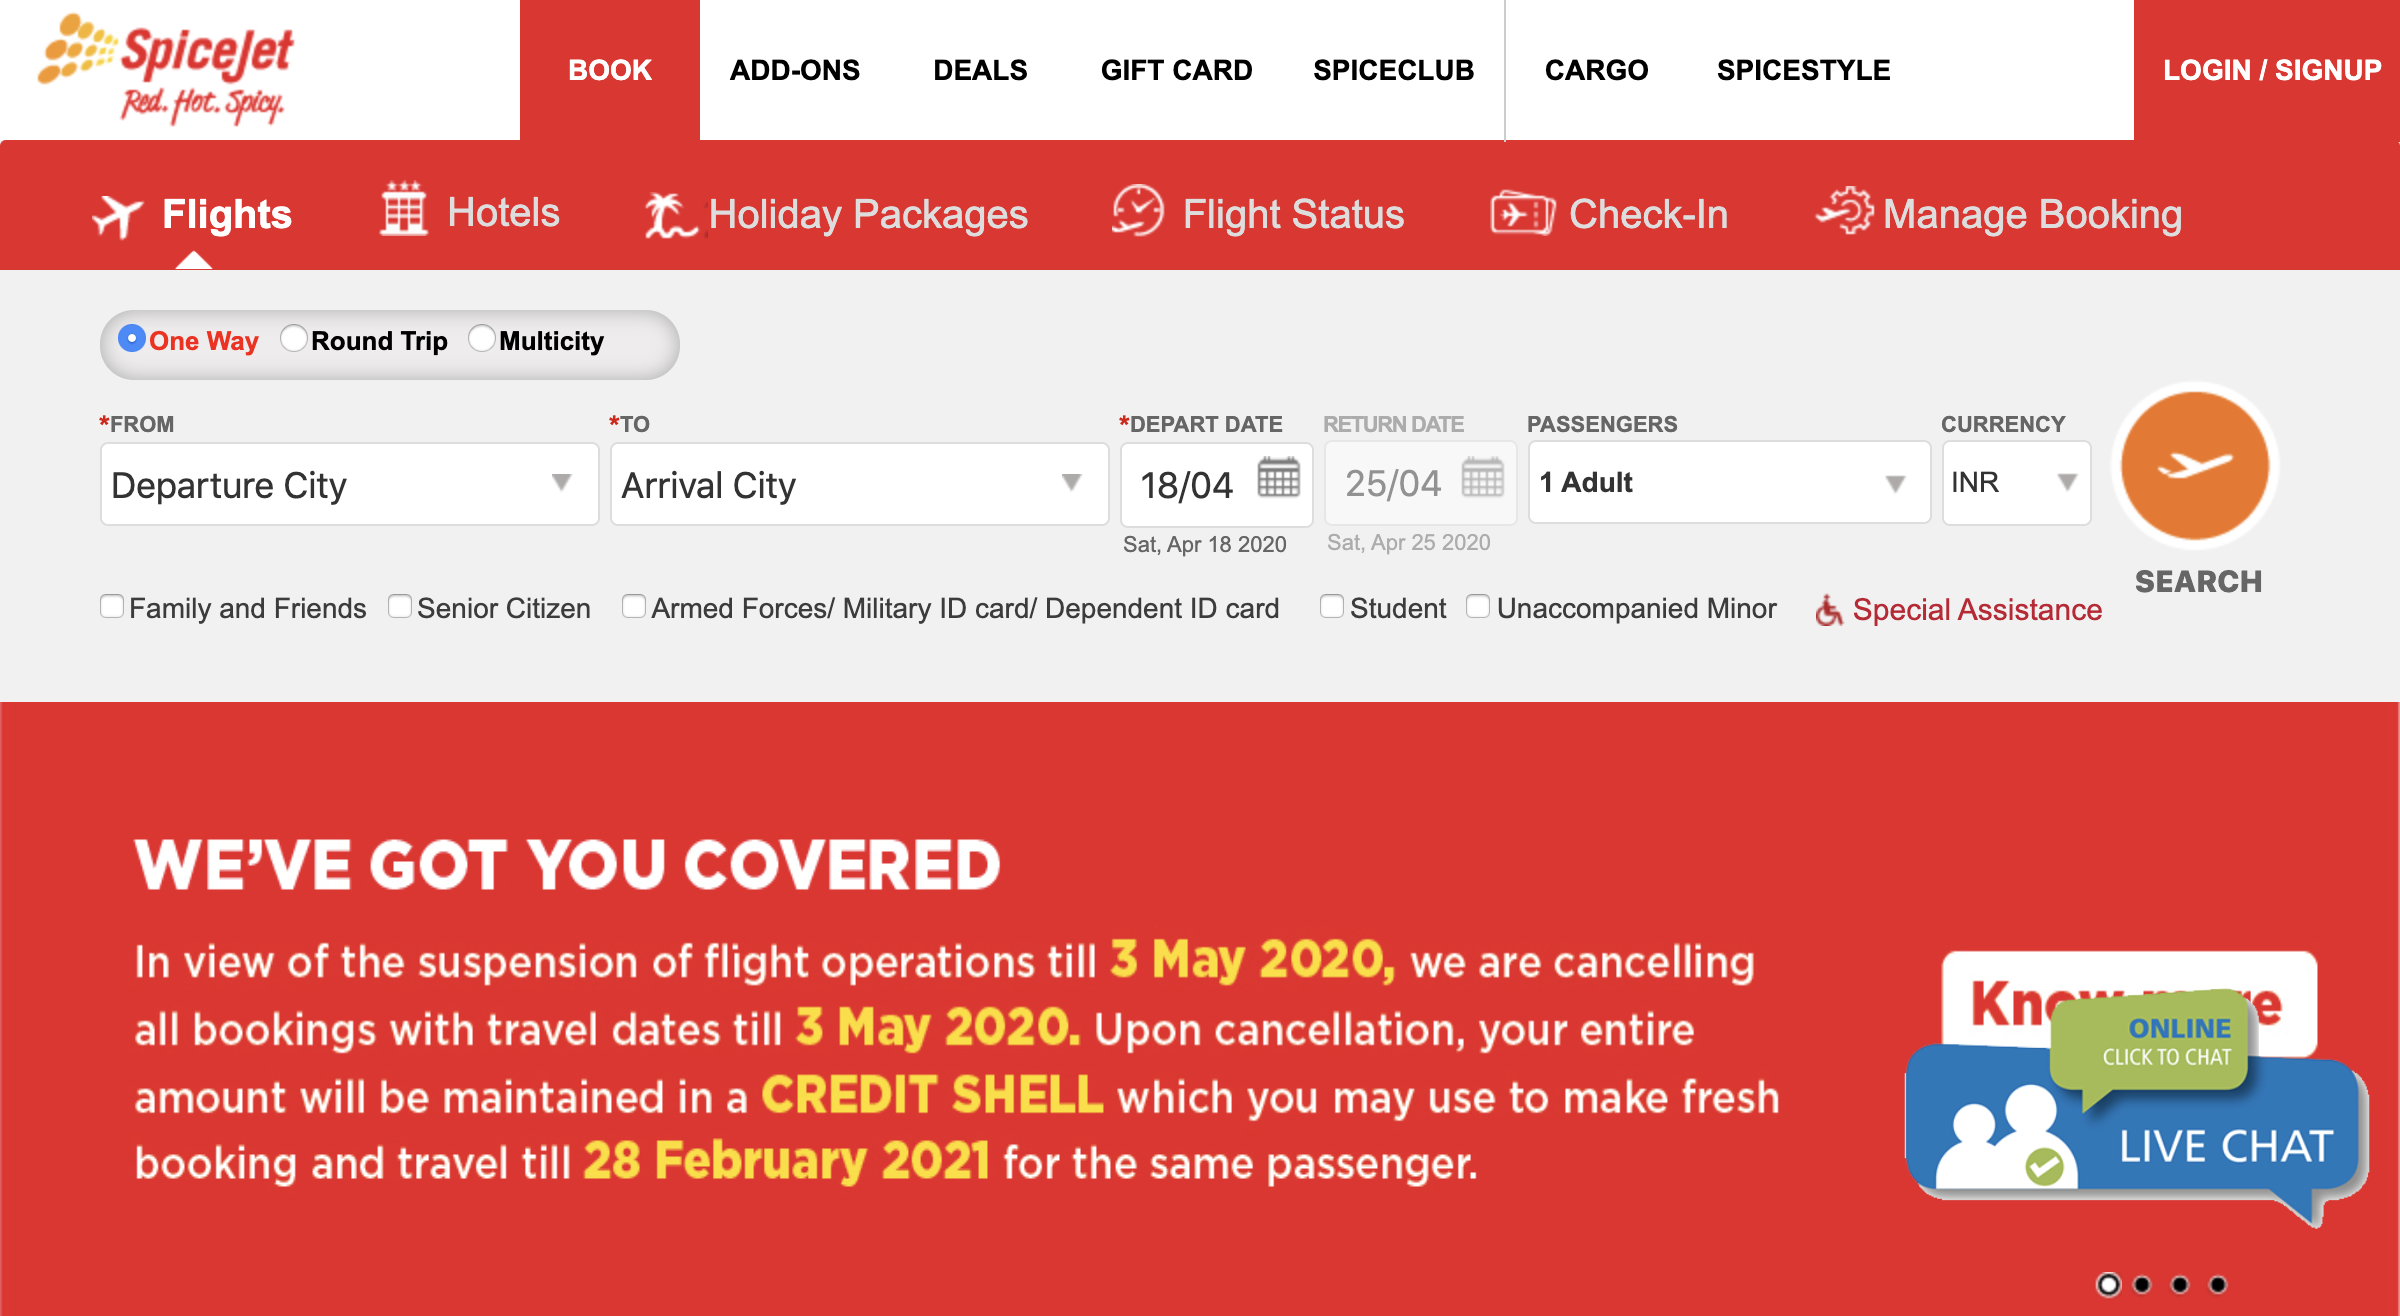 SpiceJet
Red. Hot. Spicy.
BOOK
ADD-ONS
DEALS
GIFT CARD
SPICECLUB
CARGO
SPICESTYLE
LOGIN / SIGNUP
Flights
Hotels
Holiday Packages
Flight Status
Check-In
Manage Booking
One Way
Round Trip
Multicity
*FROM
*TO
*DEPART DATE
RETURN DATE
PASSENGERS
CURRENCY
Departure City
Arrival City
18/04
25/04
1 Adult
INR
Sat, Apr 18 2020
Sat, Apr 25 2020
SEARCH
Family and Friends
Senior Citizen
Armed Forces/ Military ID card/ Dependent ID card
Student
Unaccompanied Minor
Special Assistance
WE’VE GOT YOU COVERED
In view of the suspension of flight operations till 3 May 2020, we are cancelling
all bookings with travel dates till 3 May 2020. Upon cancellation, your entire
amount will be maintained in a CREDIT SHELL which you may use to make fresh
booking and travel till 28 February 2021 for the same passenger.
Know more
ONLINE
CLICK TO CHAT
LIVE CHAT